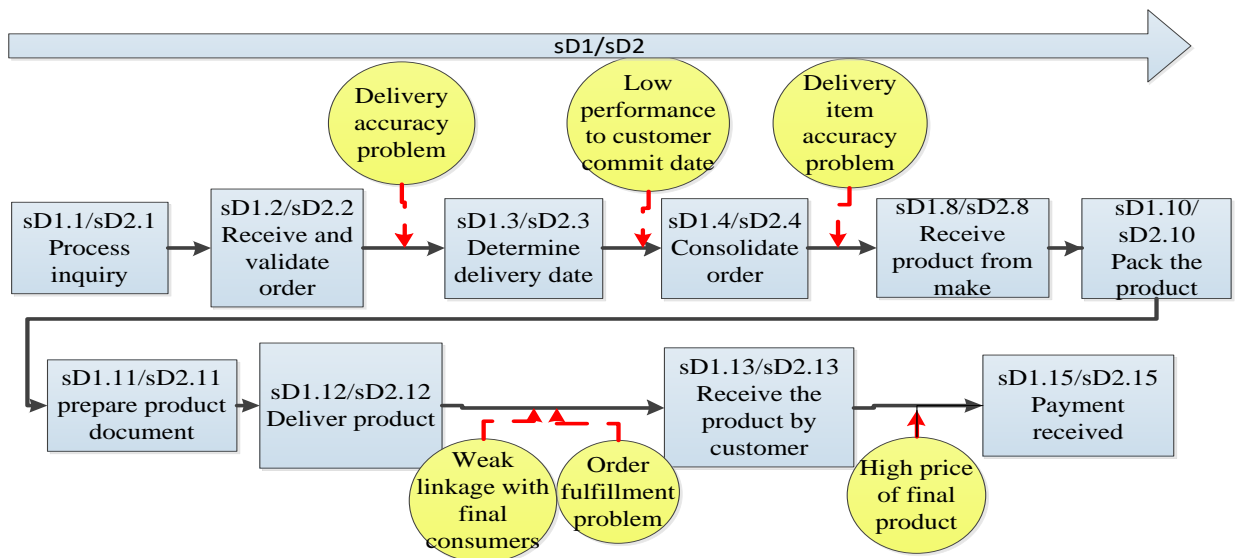 sD1/sD2
Delivery
accuracy
problem
Low
performance
to customer
commit date
Delivery
item
accuracy
problem
sD1.1/sD2.1
Process
inquiry
sD1.2/sD2.2
Receive and
validate
order
sD1.3/sD2.3
Determine
delivery date
sD1.4/sD2.4
Consolidate
order
sD1.8/sD2.8
Receive
product from
make
sD1.10/
sD2.10
Pack the
product
sD1.11/sD2.11
prepare product
document
sD1.12/sD2.12
Deliver product
sD1.13/sD2.13
Receive the
product by
customer
sD1.15/sD2.15
Payment
received
Weak
linkage with
final
consumers
Order
fulfillment
problem
High price
of final
product